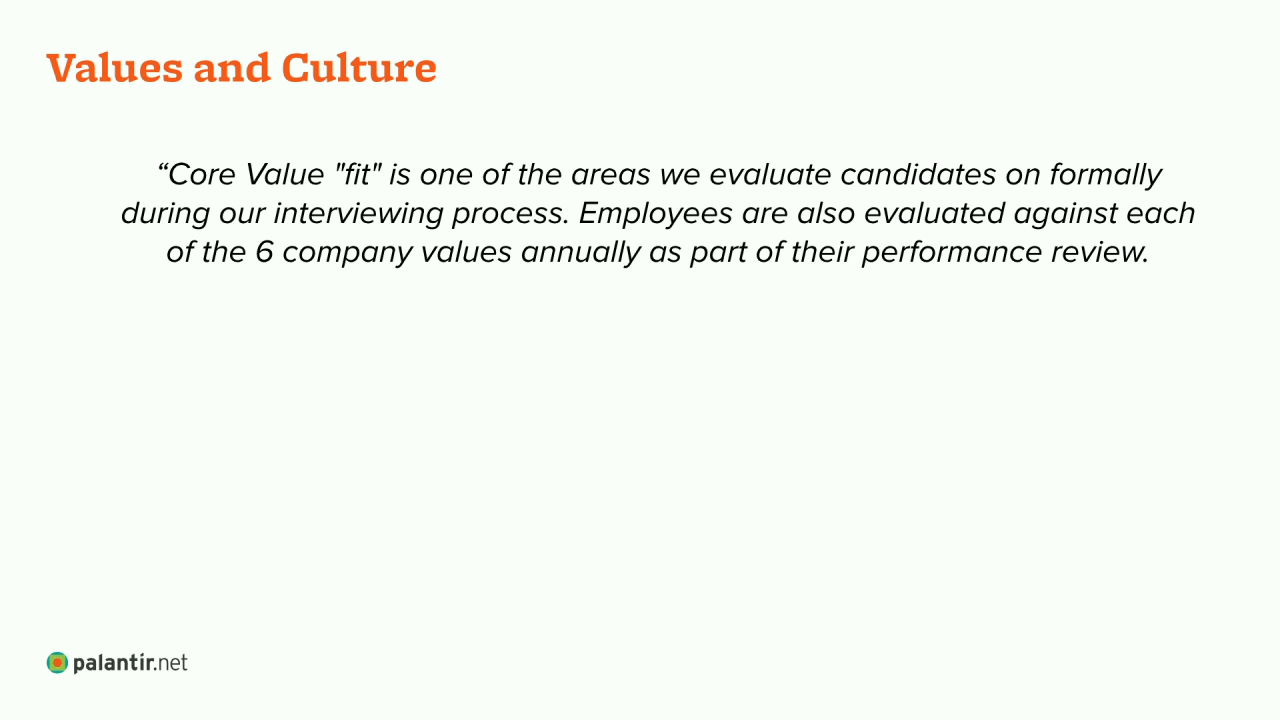 Values and Culture
“Core Value "fit" is one of the areas we evaluate candidates on formally
during our interviewing process. Employees are also evaluated against each
of the 6 company values annually as part of their performance review.
palantir.net